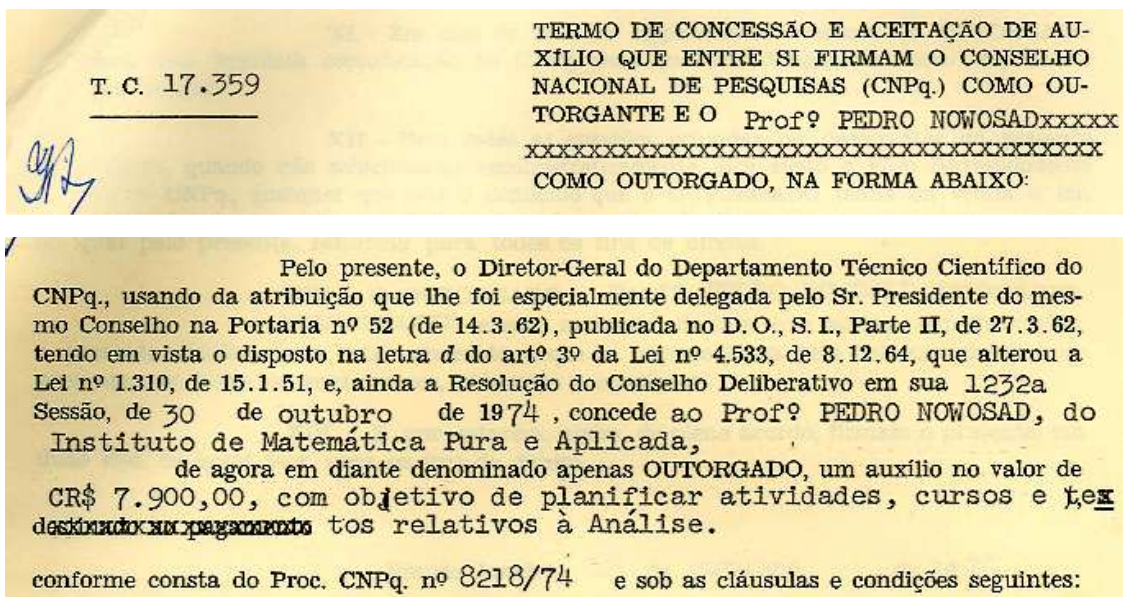 TERMO DE CONCESSÃO E ACEITAÇÃO DE AU-
XÍLIO QUE ENTRE SI FIRMAM O CONSELHO
NACIONAL DE PESQUISAS (CNPq.) COMO OU-
TORGANTE E O Profº PEDRO NOWOSADxxxxx
xxxxxxxxxxxxxxxxxxxxxxxxxxxxxxxxxxxxxx
COMO OUTORGADO, NA FORMA ABAIXO:
T. C. 17.359
Pelo presente, o Diretor-Geral do Departamento Técnico Científico do
CNPq., usando da atribuição que lhe foi especialmente delegada pelo Sr. Presidente do mes-
mo Conselho na Portaria nº 52 (de 14.3.62), publicada no D.O., S.I., Parte II, de 27.3.62,
tendo em vista o disposto na letra d do artº 3º da Lei nº 4.533, de 8.12.64, que alterou a
Lei nº 1.310, de 15.1.51, e, ainda a Resolução do Conselho Deliberativo em sua 1232a
Sessão, de 30 de outubro de 1974, concede ao Profº PEDRO NOWOSAD, do
Instituto de Matemática Pura e Aplicada,
de agora em diante denominado apenas OUTORGADO, um auxílio no valor de
CR$ 7.900,00, com objetivo de planificar atividades, cursos e tex
destinado ao pagamento tos relativos à Análise.
conforme consta do Proc. CNPq. nº 8218/74 e sob as cláusulas e condições seguintes: